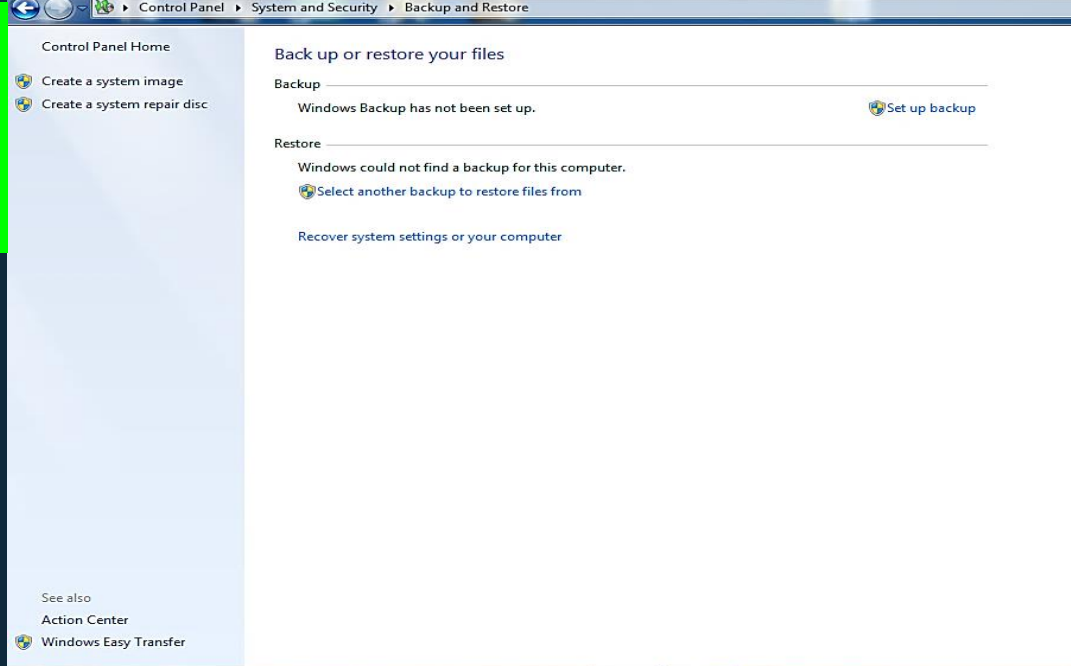 Control Panel ▸ System and Security ▸ Backup and Restore
Control Panel Home
Create a system image
Create a system repair disc
Back up or restore your files
Backup
Windows Backup has not been set up.
Set up backup
Restore
Windows could not find a backup for this computer.
Select another backup to restore files from
Recover system settings or your computer
See also
Action Center
Windows Easy Transfer